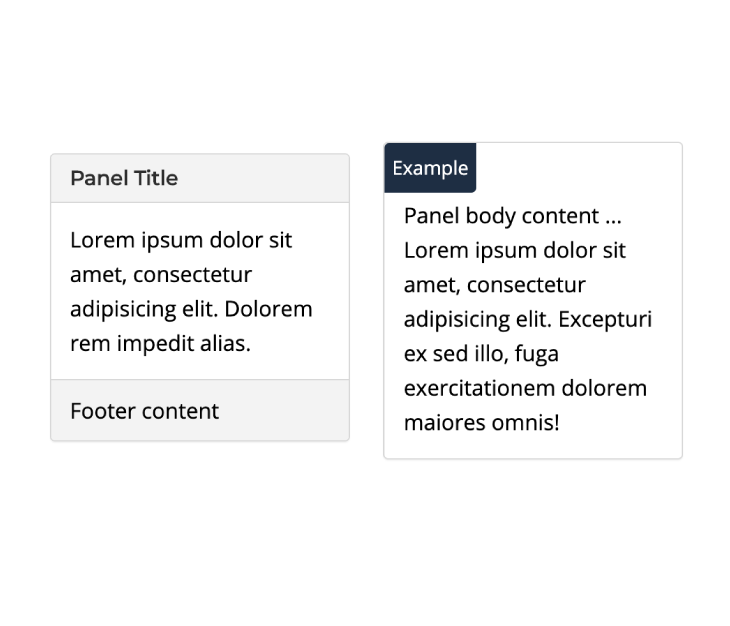 Panel Title
Lorem ipsum dolor sit
amet, consectetur
adipisicing elit. Dolorem
rem impedit alias.
Footer content
Example
Panel body content ...
Lorem ipsum dolor sit
amet, consectetur
adipisicing elit. Excepturi
ex sed illo, fuga
exercitationem dolorem
maiores omnis!